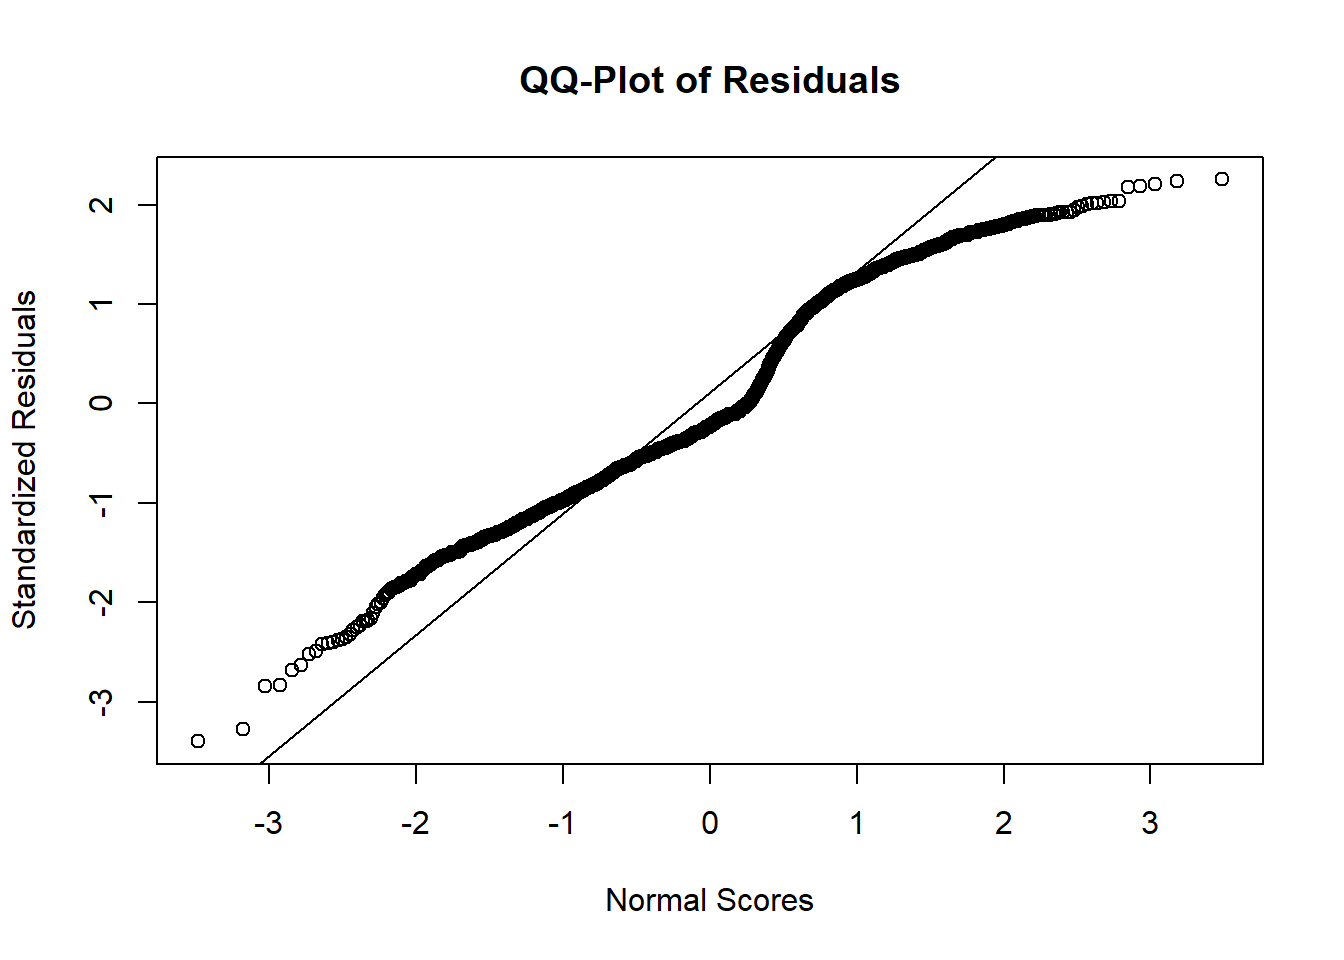 QQ-Plot of Residuals
Standardized Residuals
2
1
0
-1
-2
-3
-3 -2 -1 0 1 2 3
Normal Scores